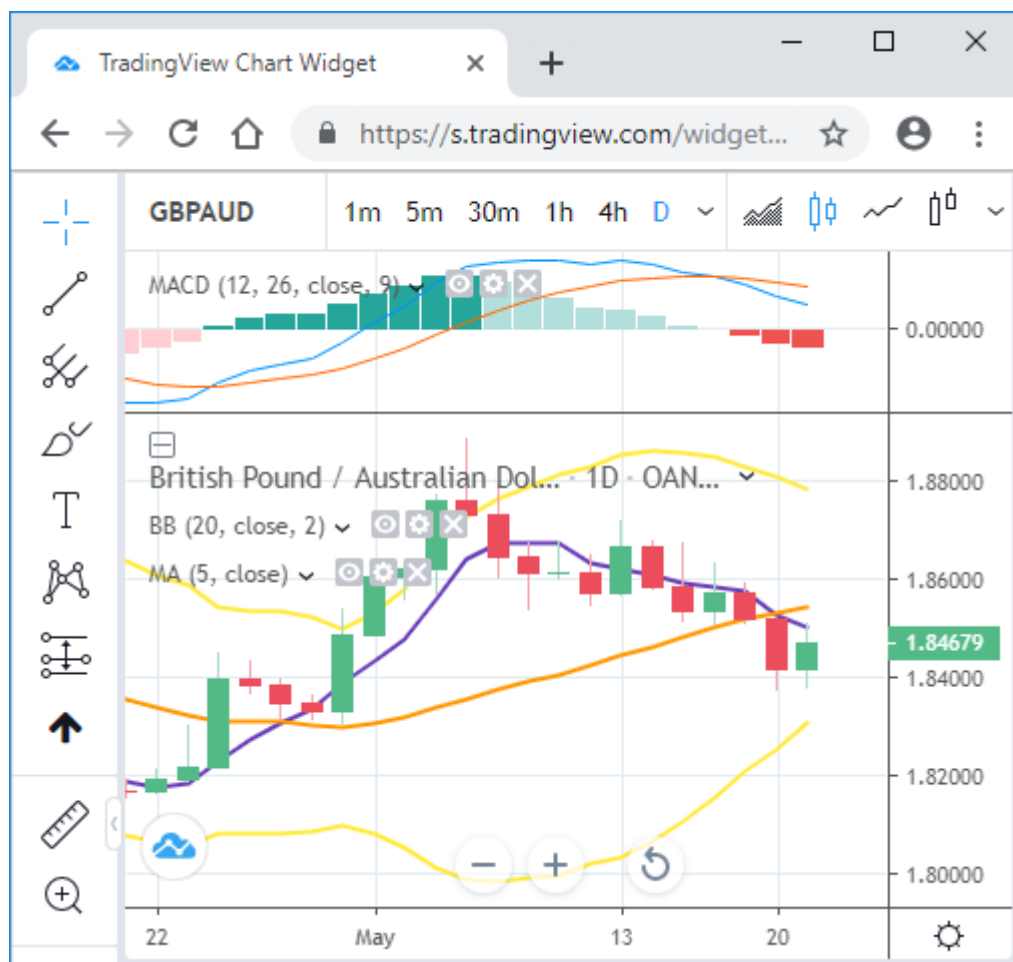 TradingView Chart Widget
https://s.tradingview.com/widget...
GBPAUD 1m 5m 30m 1h 4h D
MACD (12, 26, close, 9)
0.00000
British Pound / Australian Dol... · 1D · OAN...
1.88000
BB (20, close, 2)
MA (5, close)
1.86000
1.84679
1.84000
1.82000
1.80000
22 May 13 20